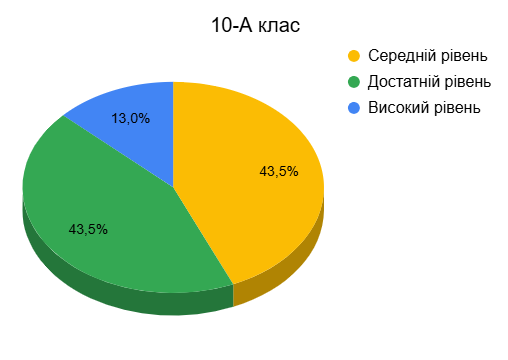 10-А клас
Середній рівень
Достатній рівень
Високий рівень
13,0%
43,5%
43,5%